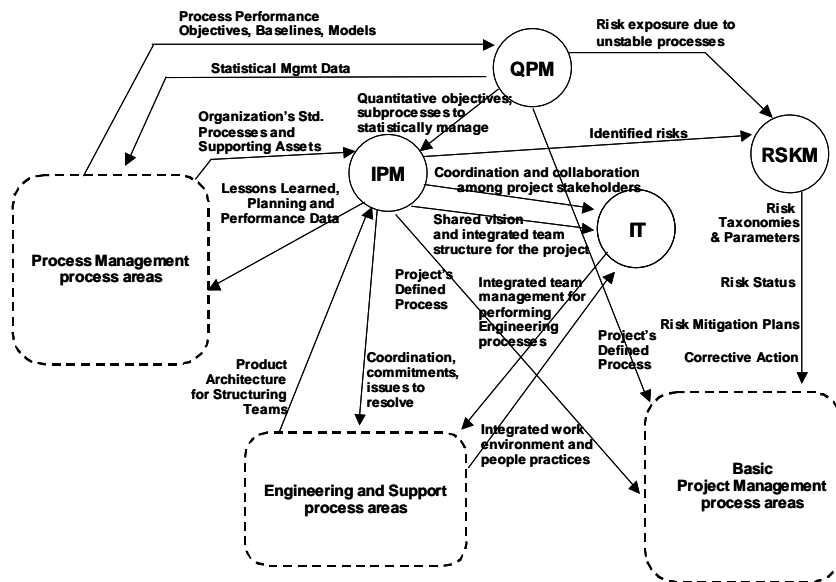 Process Performance
Objectives, Baselines, Models
Risk exposure due to
unstable processes
QPM
Statistical Mgmt Data
Quantitative objectives;
subprocesses to
statistically manage
Organization's Std.
Processes and
Supporting Assets
Identified risks
RSKM
IPM
Coordination and collaboration
among project stakeholders
Lessons Learned,
Planning and
Performance Data
Shared vision
and integrated team
structure for the project
IT
Risk
Taxonomies
& Parameters
Process Management
process areas
Project's
Defined
Process
Integrated team
management for
performing
Engineering
processes
Risk Status
Risk Mitigation Plans
Project's
Defined
Process
Corrective Action
Product
Architecture
for Structuring
Teams
Coordination,
commitments,
issues to
resolve
Integrated work
environment and
people practices
Engineering and Support
process areas
Basic
Project Management
process areas